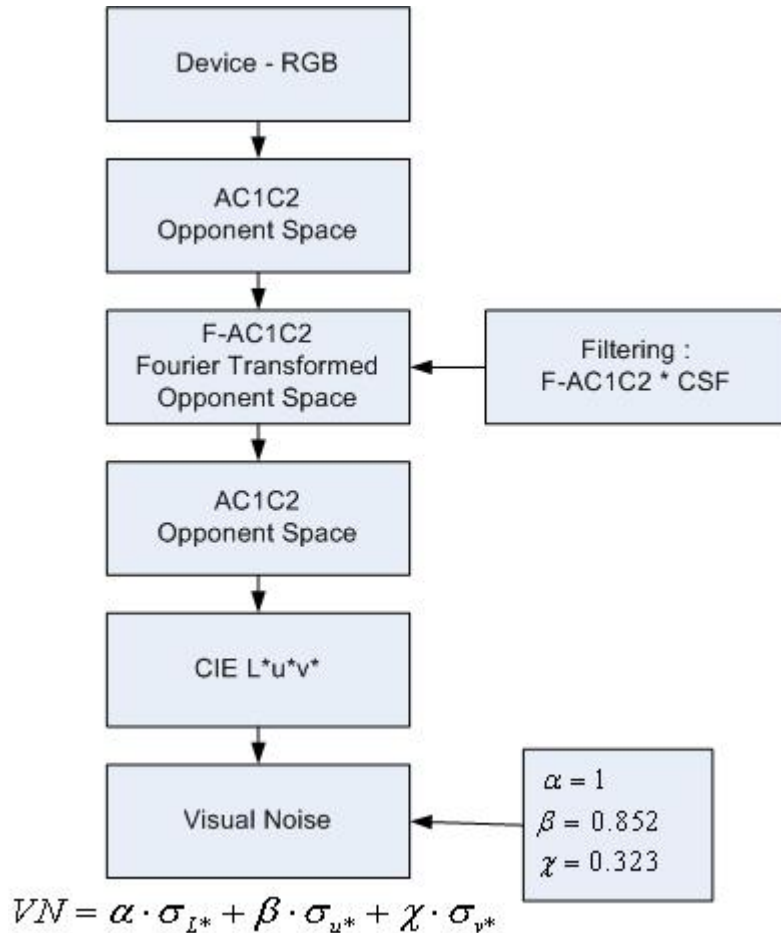 Device - RGB
AC1C2
Opponent Space
F-AC1C2
Fourier Transformed
Opponent Space
Filtering :
F-AC1C2 * CSF
AC1C2
Opponent Space
CIE L*u*v*
Visual Noise
α = 1
β = 0.852
χ = 0.323
VN = α · σ_L* + β · σ_u* + χ · σ_v*